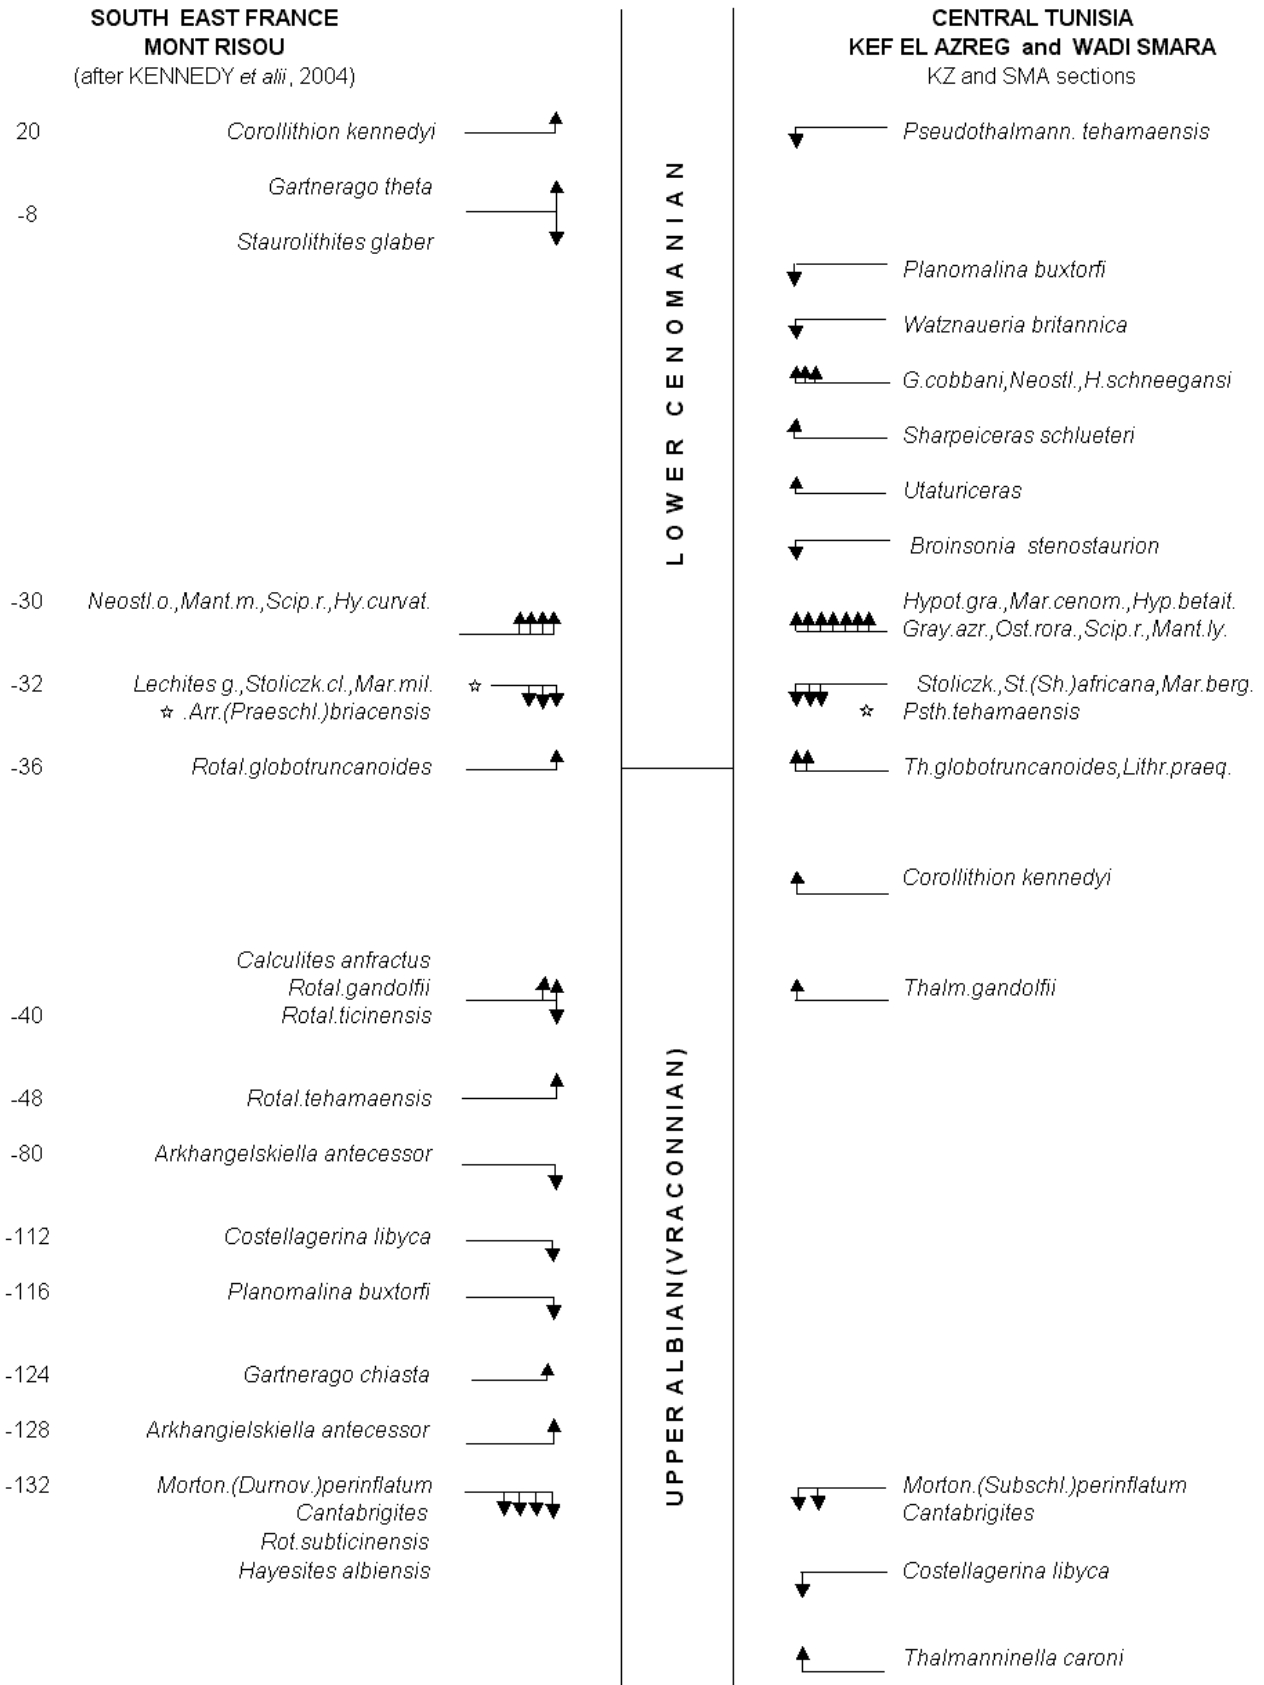 SOUTH EAST FRANCE
MONT RISOU
(after KENNEDY et alii, 2004)
20 Corollithion kennedyi
Gartnerago theta
-8
Staurolithites glaber
-30 Neostl.o.,Mant.m.,Scip.r.,Hy.curvat.
-32 Lechites g.,Stoliczk.cl.,Mar.mil.
☆ .Arr.(Praeschl.)briacensis
-36 Rotal.globotruncanoides
Calculites anfractus
Rotal.gandolfii
-40 Rotal.ticinensis
-48 Rotal.tehamaensis
-80 Arkhangelskiella antecessor
-112 Costellagerina libyca
-116 Planomalina buxtorfi
-124 Gartnerago chiasta
-128 Arkhangielskiella antecessor
-132 Morton.(Durnov.)perinflatum
Cantabrigites
Rot.subticinensis
Hayesites albiensis
LOWER CENOMANIAN
UPPER ALBIAN(VRACONNIAN)
CENTRAL TUNISIA
KEF EL AZREG and WADI SMARA
KZ and SMA sections
Pseudothalmann. tehamaensis
Planomalina buxtorfi
Watznaueria britannica
G.cobbani,Neostl.,H.schneegansi
Sharpeiceras schlueteri
Utaturiceras
Broinsonia stenostaurion
Hypot.gra.,Mar.cenom.,Hyp.betait.
Gray.azr.,Ost.rora.,Scip.r.,Mant.ly.
Stoliczk.,St.(Sh.)africana,Mar.berg.
☆ Psth.tehamaensis
Th.globotruncanoides,Lithr.praeq.
Corollithion kennedyi
Thalm.gandolfii
Morton.(Subschl.)perinflatum
Cantabrigites
Costellagerina libyca
Thalmanninella caroni